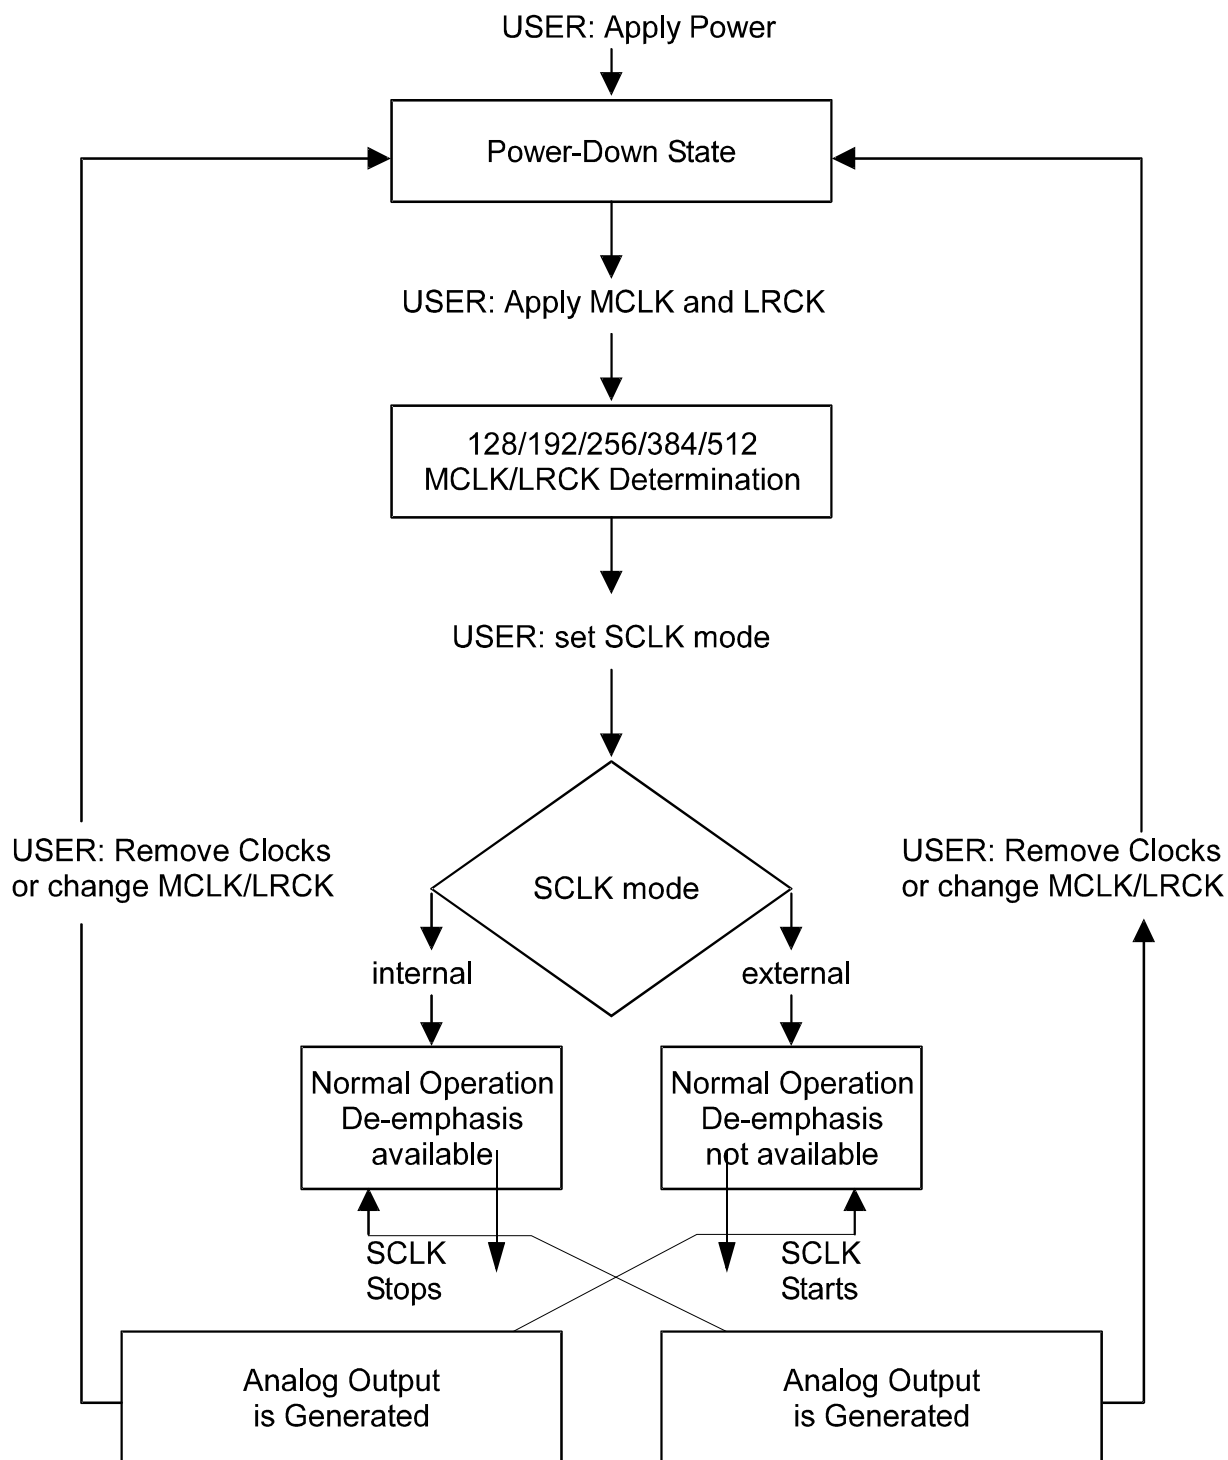 USER: Apply Power
Power-Down State
USER: Apply MCLK and LRCK
128/192/256/384/512
MCLK/LRCK Determination
USER: set SCLK mode
USER: Remove Clocks
or change MCLK/LRCK
SCLK mode
USER: Remove Clocks
or change MCLK/LRCK
internal
external
Normal Operation
De-emphasis
available
Normal Operation
De-emphasis
not available
SCLK
Stops
SCLK
Starts
Analog Output
is Generated
Analog Output
is Generated